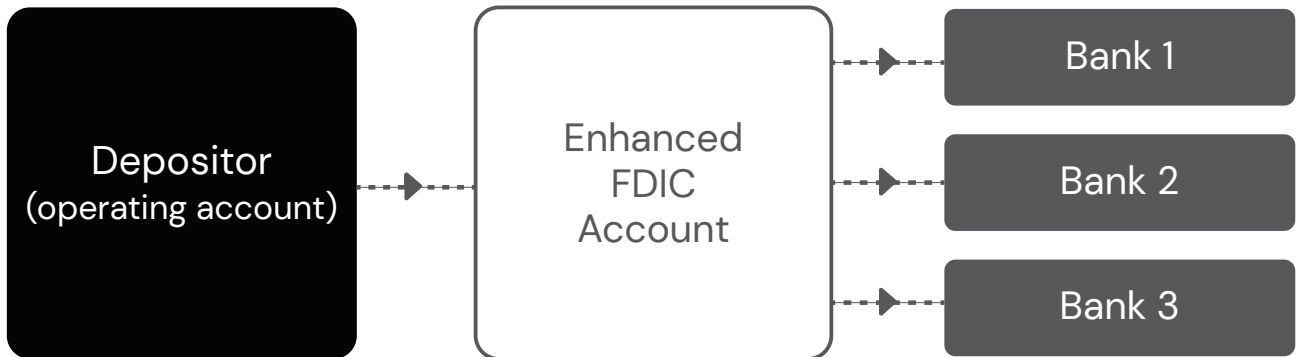 Depositor
(operating account)
Enhanced
FDIC
Account
Bank 1
Bank 2
Bank 3